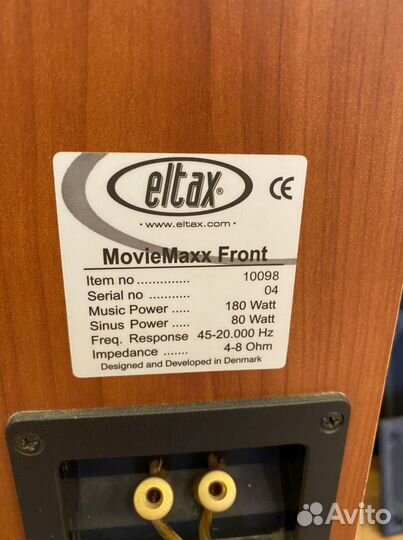 eltax®
CE
• www.eltax.com •
MovieMaxx Front
Item no .............. 10098
Serial no ............ 04
Music Power ..... 180 Watt
Sinus Power ..... 80 Watt
Freq. Response 45-20.000 Hz
Impedance ....... 4-8 Ohm
Designed and Developed in Denmark
Avito